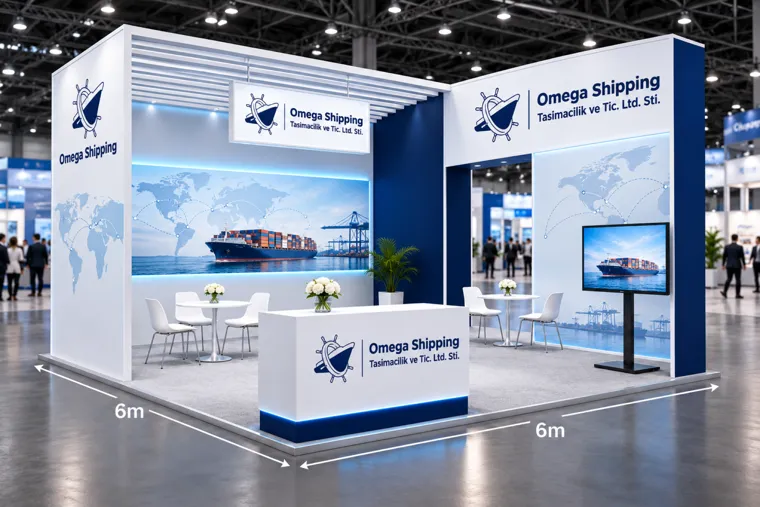 Omega Shipping
Omega Shipping
Tasimacilik ve Tic. Ltd. Sti.
Omega Shipping
Tasimacilik ve Tic. Ltd. Sti.
Omega Shipping
Tasimacilik ve Tic. Ltd. Sti.
6m
6m